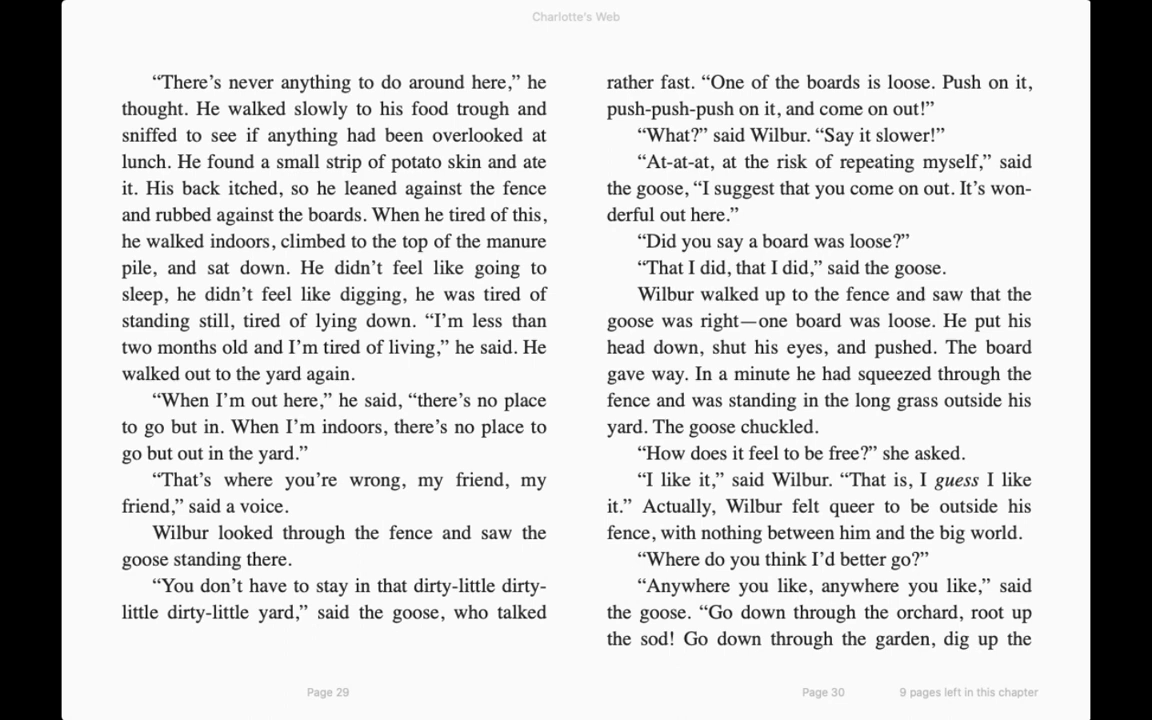 Charlotte's Web
“There’s never anything to do around here,” he
thought. He walked slowly to his food trough and
sniffed to see if anything had been overlooked at
lunch. He found a small strip of potato skin and ate
it. His back itched, so he leaned against the fence
and rubbed against the boards. When he tired of this,
he walked indoors, climbed to the top of the manure
pile, and sat down. He didn’t feel like going to
sleep, he didn’t feel like digging, he was tired of
standing still, tired of lying down. “I’m less than
two months old and I’m tired of living,” he said. He
walked out to the yard again.
“When I’m out here,” he said, “there’s no place
to go but in. When I’m indoors, there’s no place to
go but out in the yard.”
“That’s where you’re wrong, my friend, my
friend,” said a voice.
Wilbur looked through the fence and saw the
goose standing there.
“You don’t have to stay in that dirty-little dirty-
little dirty-little yard,” said the goose, who talked
Page 29
rather fast. “One of the boards is loose. Push on it,
push-push-push on it, and come on out!”
“What?” said Wilbur. “Say it slower!”
“At-at-at, at the risk of repeating myself,” said
the goose, “I suggest that you come on out. It’s won-
derful out here.”
“Did you say a board was loose?”
“That I did, that I did,” said the goose.
Wilbur walked up to the fence and saw that the
goose was right—one board was loose. He put his
head down, shut his eyes, and pushed. The board
gave way. In a minute he had squeezed through the
fence and was standing in the long grass outside his
yard. The goose chuckled.
“How does it feel to be free?” she asked.
“I like it,” said Wilbur. “That is, I guess I like
it.” Actually, Wilbur felt queer to be outside his
fence, with nothing between him and the big world.
“Where do you think I’d better go?”
“Anywhere you like, anywhere you like,” said
the goose. “Go down through the orchard, root up
the sod! Go down through the garden, dig up the
Page 30
9 pages left in this chapter